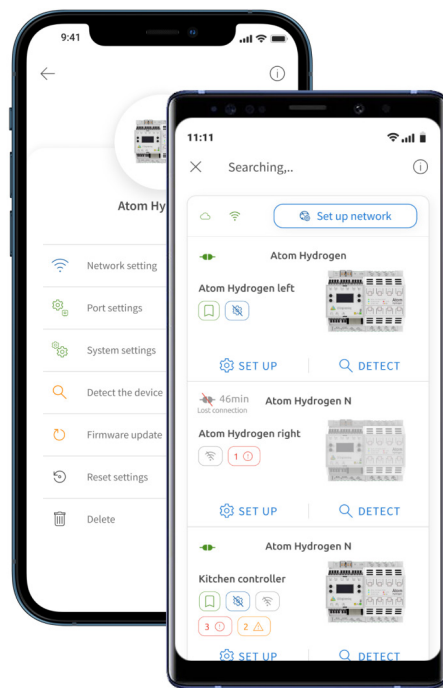 9:41
Atom Hy
Network setting
Port settings
System settings
Detect the device
Firmware update
Reset settings
Delete
11:11
Searching,..
Set up network
Atom Hydrogen
Atom Hydrogen left
SET UP
DETECT
46min
Lost connection
Atom Hydrogen N
Atom Hydrogen right
1
SET UP
DETECT
Atom Hydrogen N
Kitchen controller
3
2
SET UP
DETECT